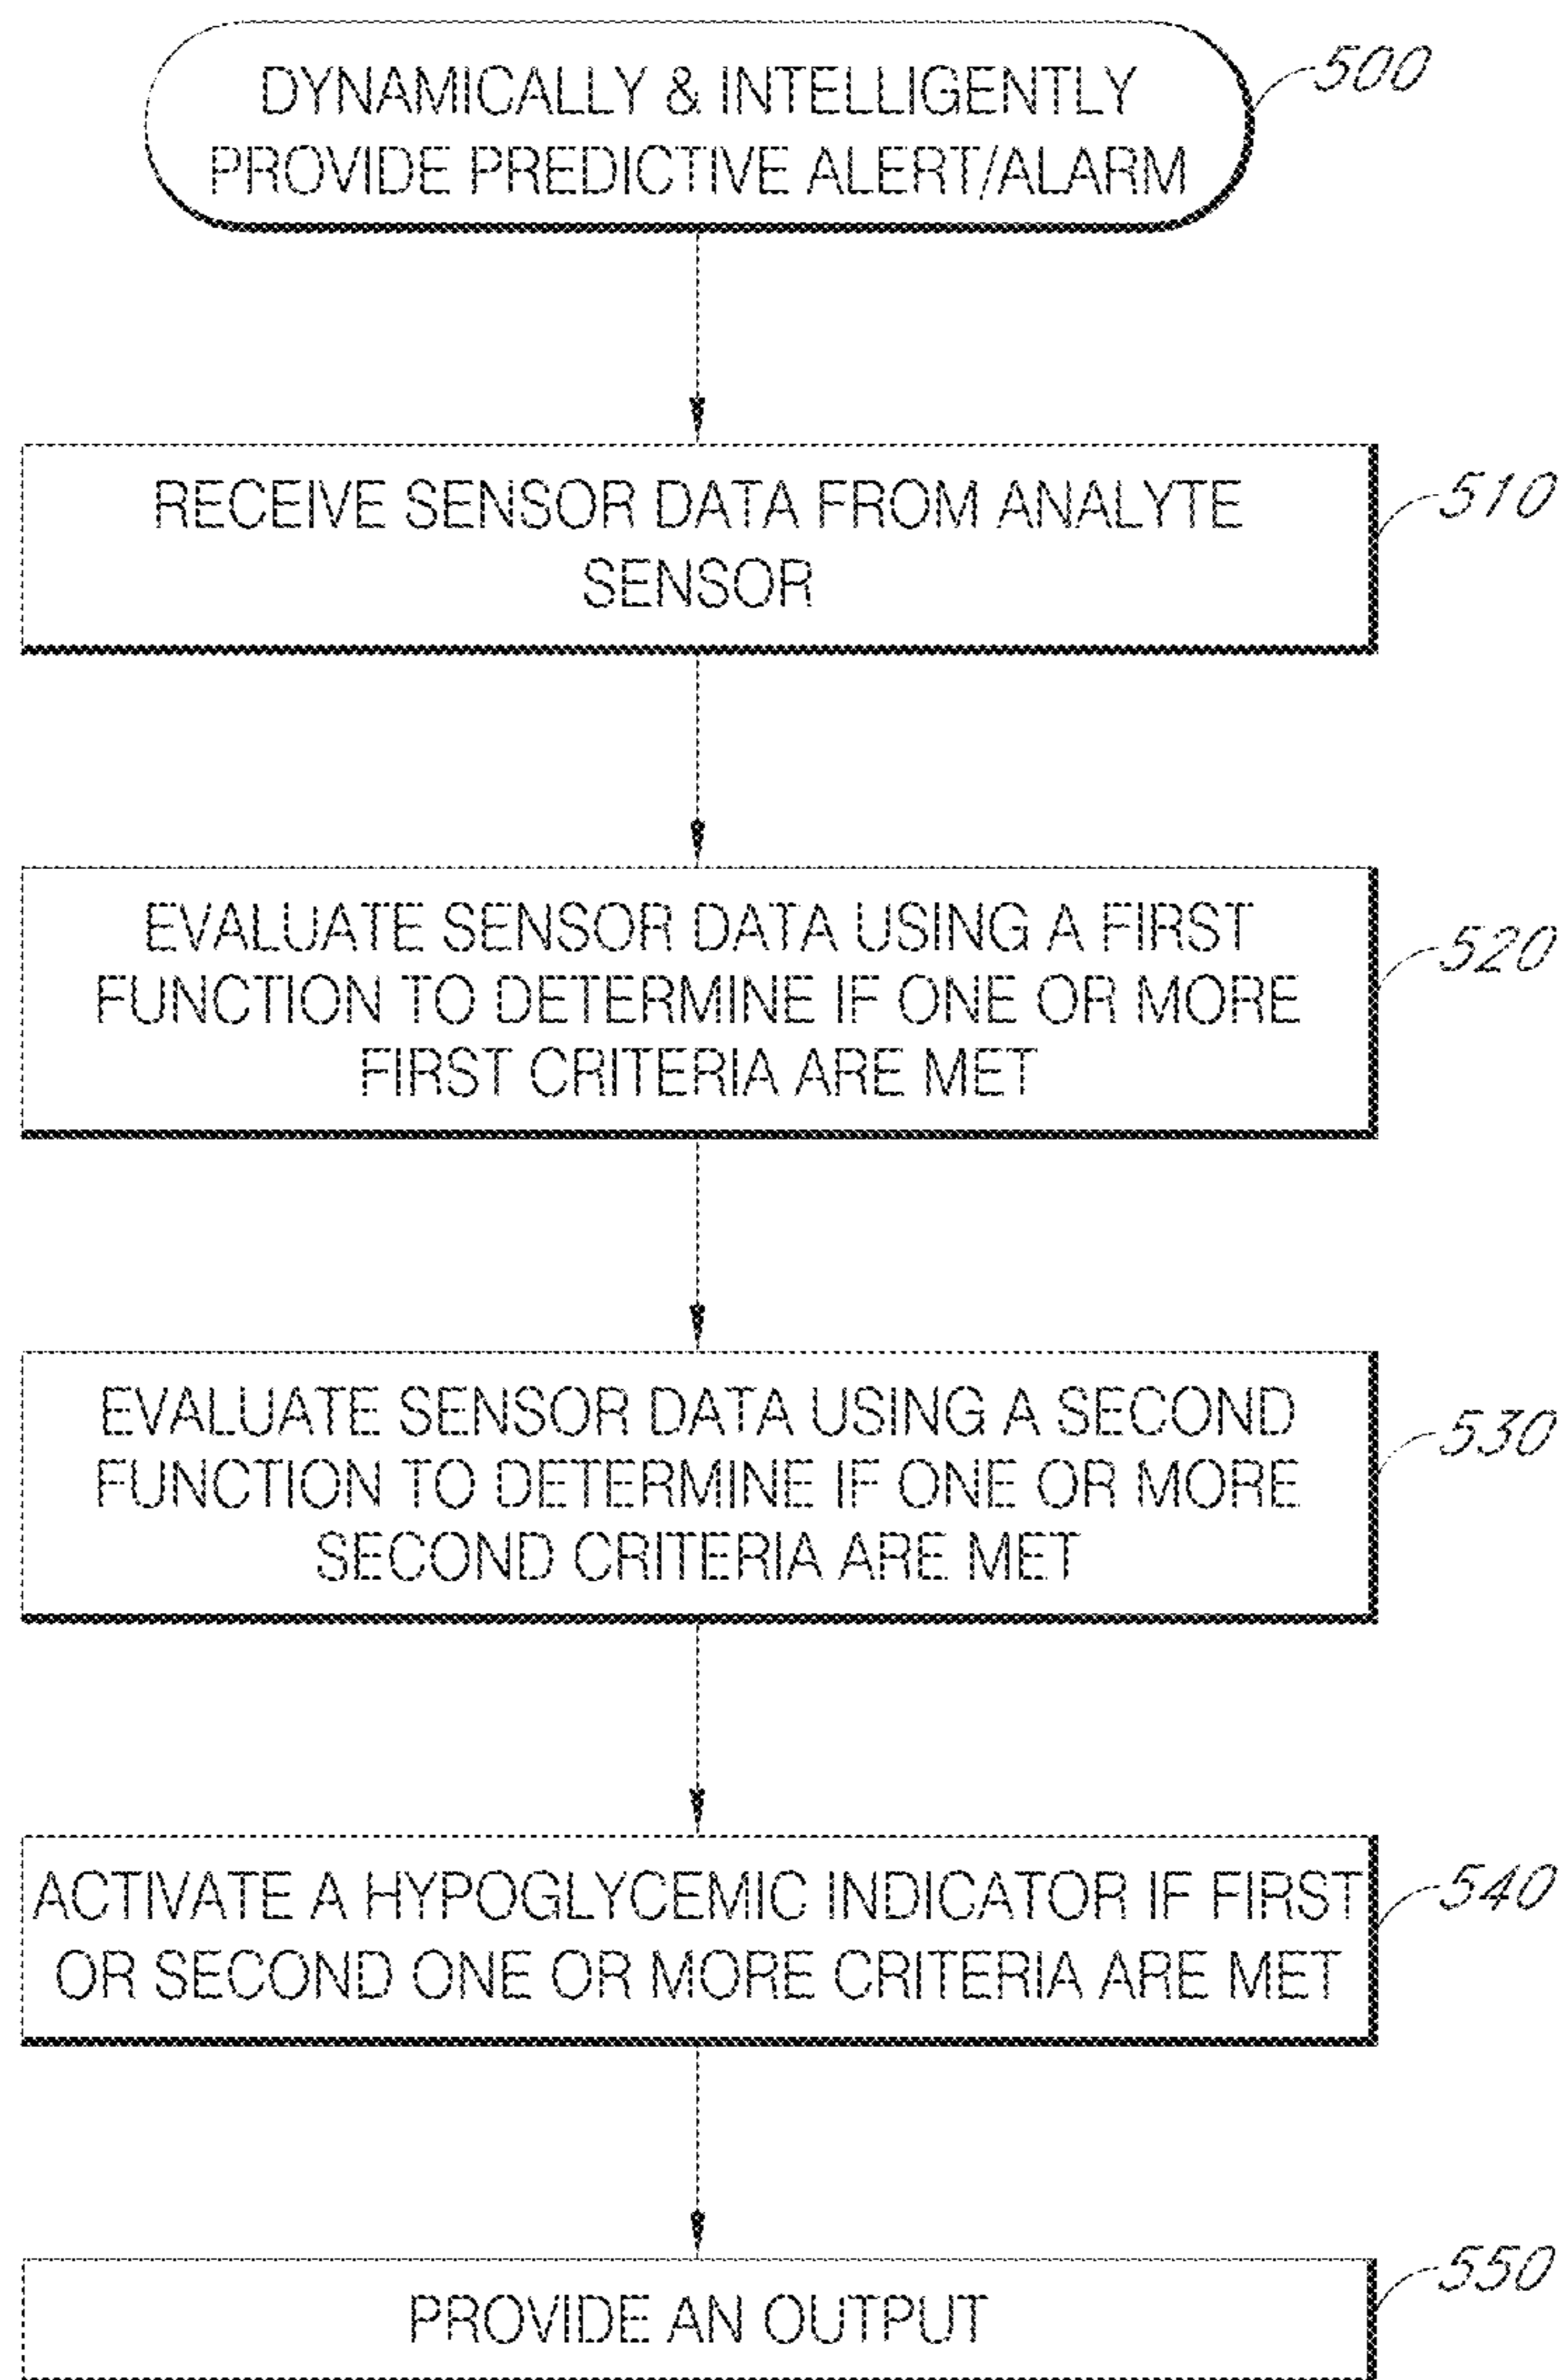 DYNAMICALLY & INTELLIGENTLY
PROVIDE PREDICTIVE ALERT/ALARM
500
RECEIVE SENSOR DATA FROM ANALYTE
SENSOR
510
EVALUATE SENSOR DATA USING A FIRST
FUNCTION TO DETERMINE IF ONE OR MORE
FIRST CRITERIA ARE MET
520
EVALUATE SENSOR DATA USING A SECOND
FUNCTION TO DETERMINE IF ONE OR MORE
SECOND CRITERIA ARE MET
530
ACTIVATE A HYPOGLYCEMIC INDICATOR IF FIRST
OR SECOND ONE OR MORE CRITERIA ARE MET
540
PROVIDE AN OUTPUT
550